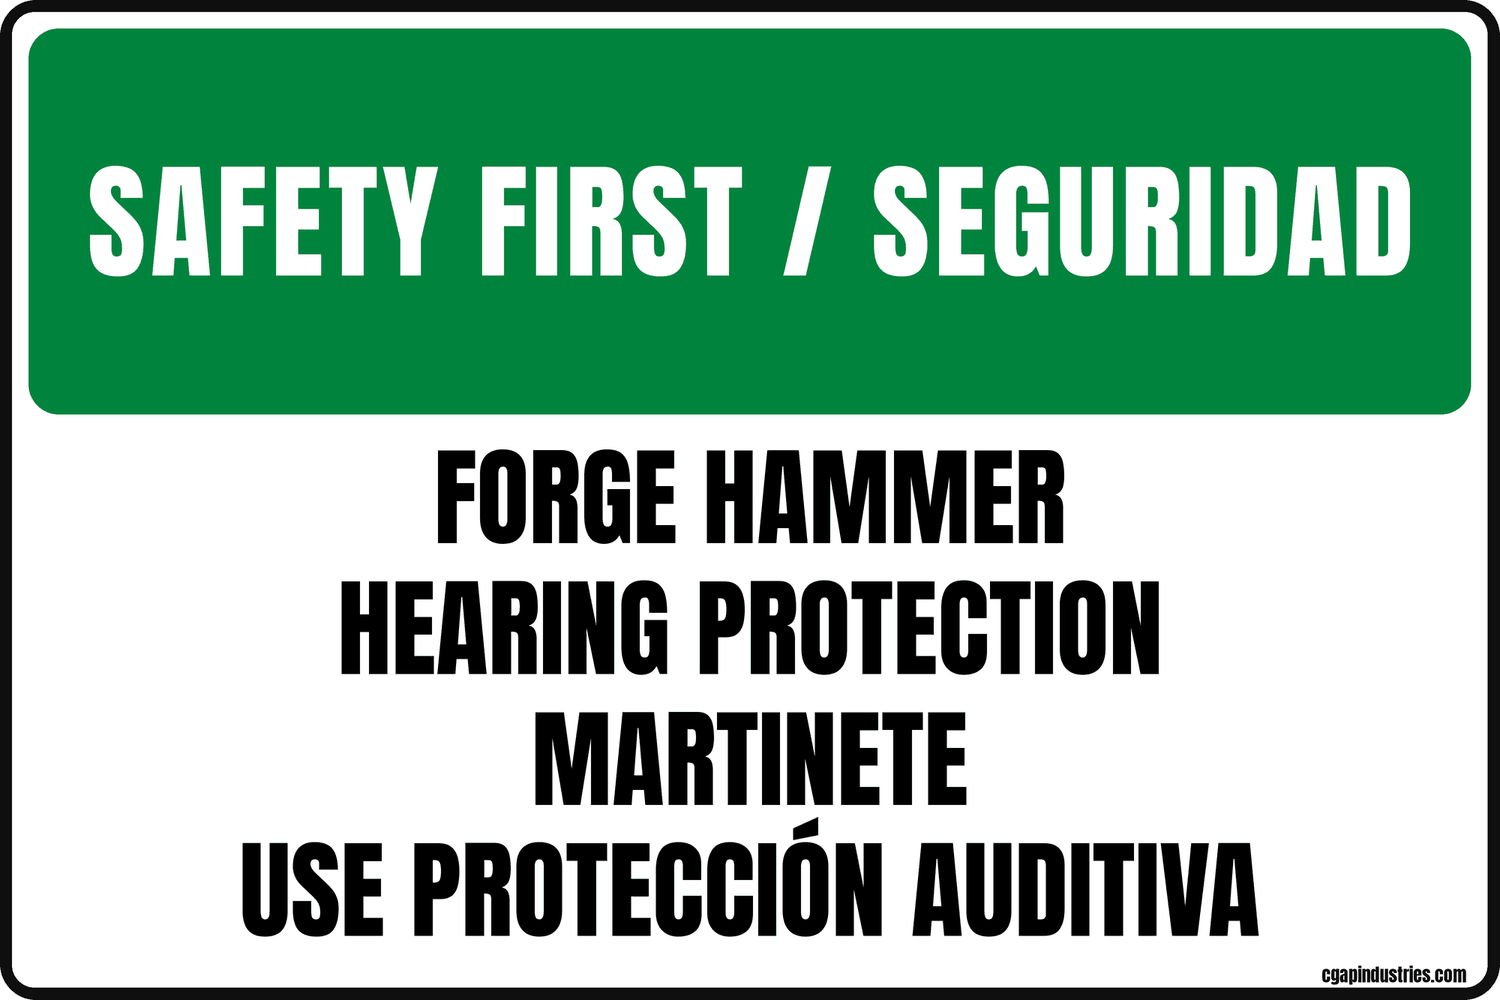 SAFETY FIRST / SEGURIDAD
FORGE HAMMER
HEARING PROTECTION
MARTINETE
USE PROTECCIÓN AUDITIVA
cgapindustries.com